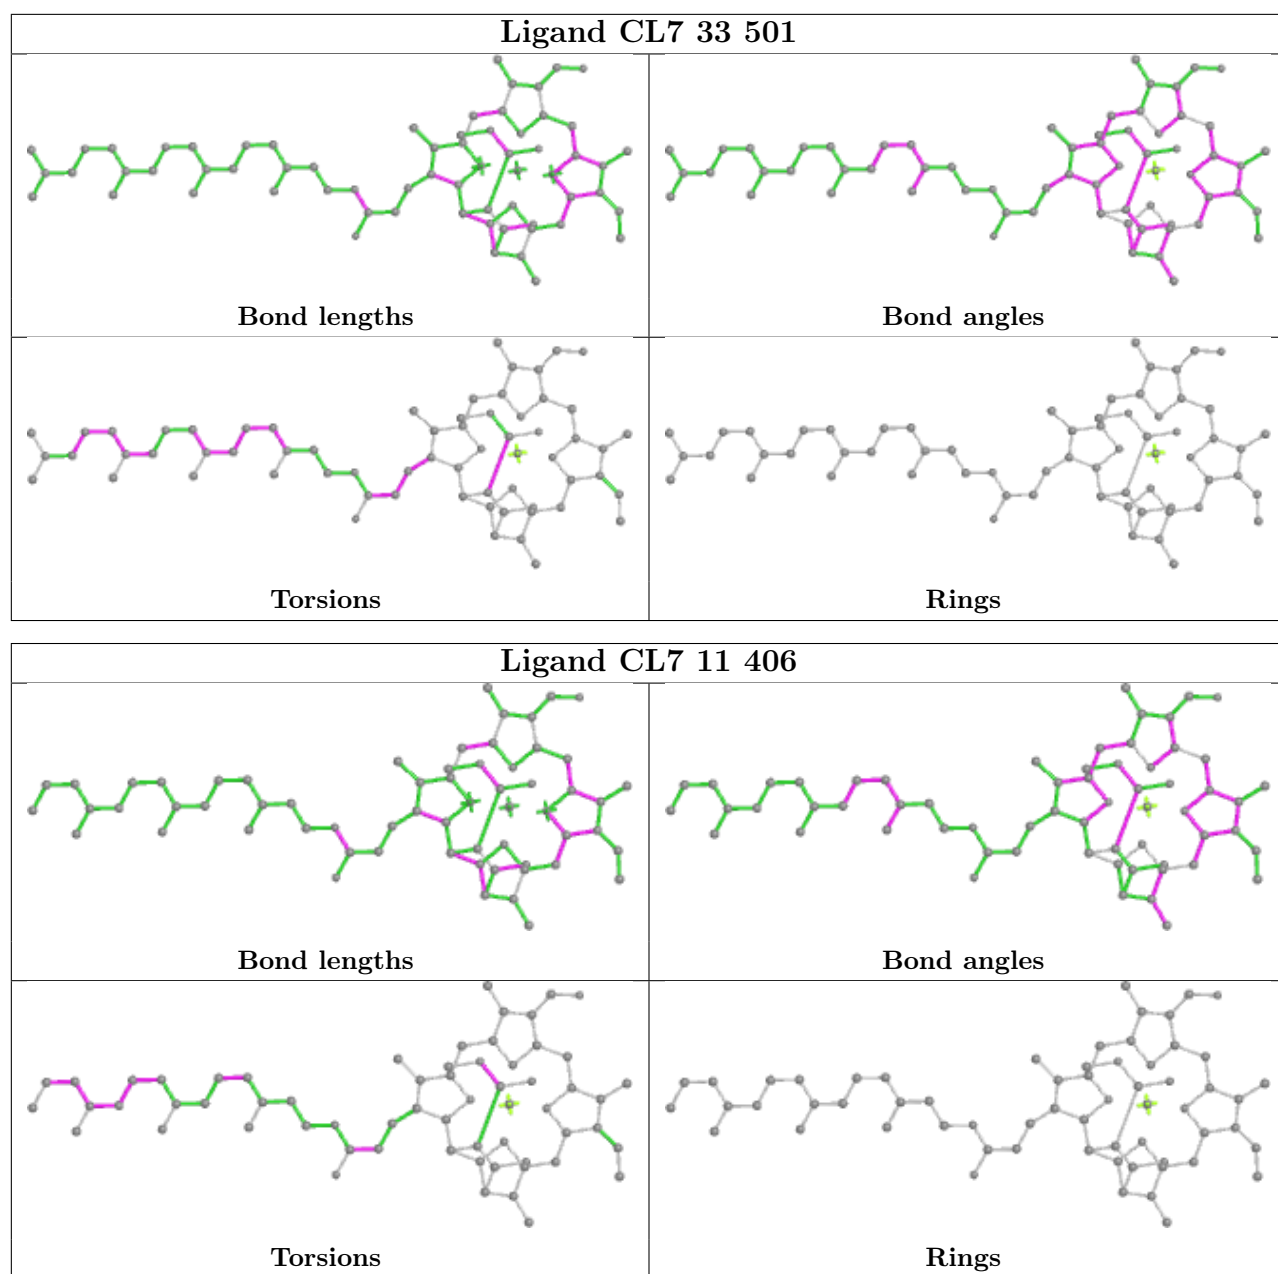 Ligand CL7 33 501
Bond lengths
Bond angles
Torsions
Rings
Ligand CL7 11 406
Bond lengths
Bond angles
Torsions
Rings